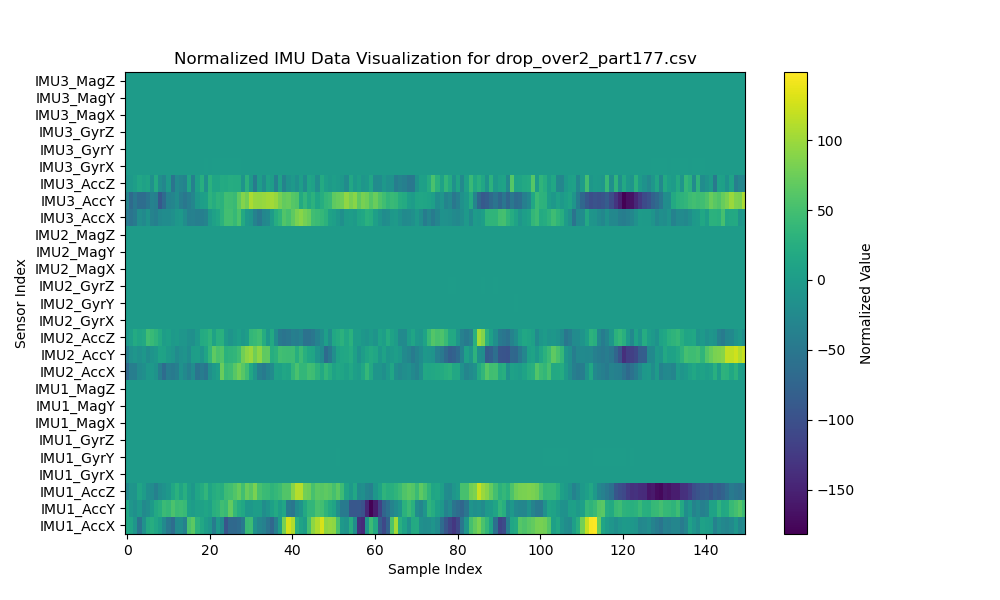 Normalized IMU Data Visualization for drop_over2_part177.csv
IMU3_MagZ
IMU3_MagY
IMU3_MagX
IMU3_GyrZ
IMU3_GyrY
IMU3_GyrX
IMU3_AccZ
IMU3_AccY
IMU3_AccX
IMU2_MagZ
IMU2_MagY
IMU2_MagX
IMU2_GyrZ
IMU2_GyrY
IMU2_GyrX
IMU2_AccZ
IMU2_AccY
IMU2_AccX
IMU1_MagZ
IMU1_MagY
IMU1_MagX
IMU1_GyrZ
IMU1_GyrY
IMU1_GyrX
IMU1_AccZ
IMU1_AccY
IMU1_AccX
Sensor Index
0 20 40 60 80 100 120 140
Sample Index
100
50
0
−50
−100
−150
Normalized Value